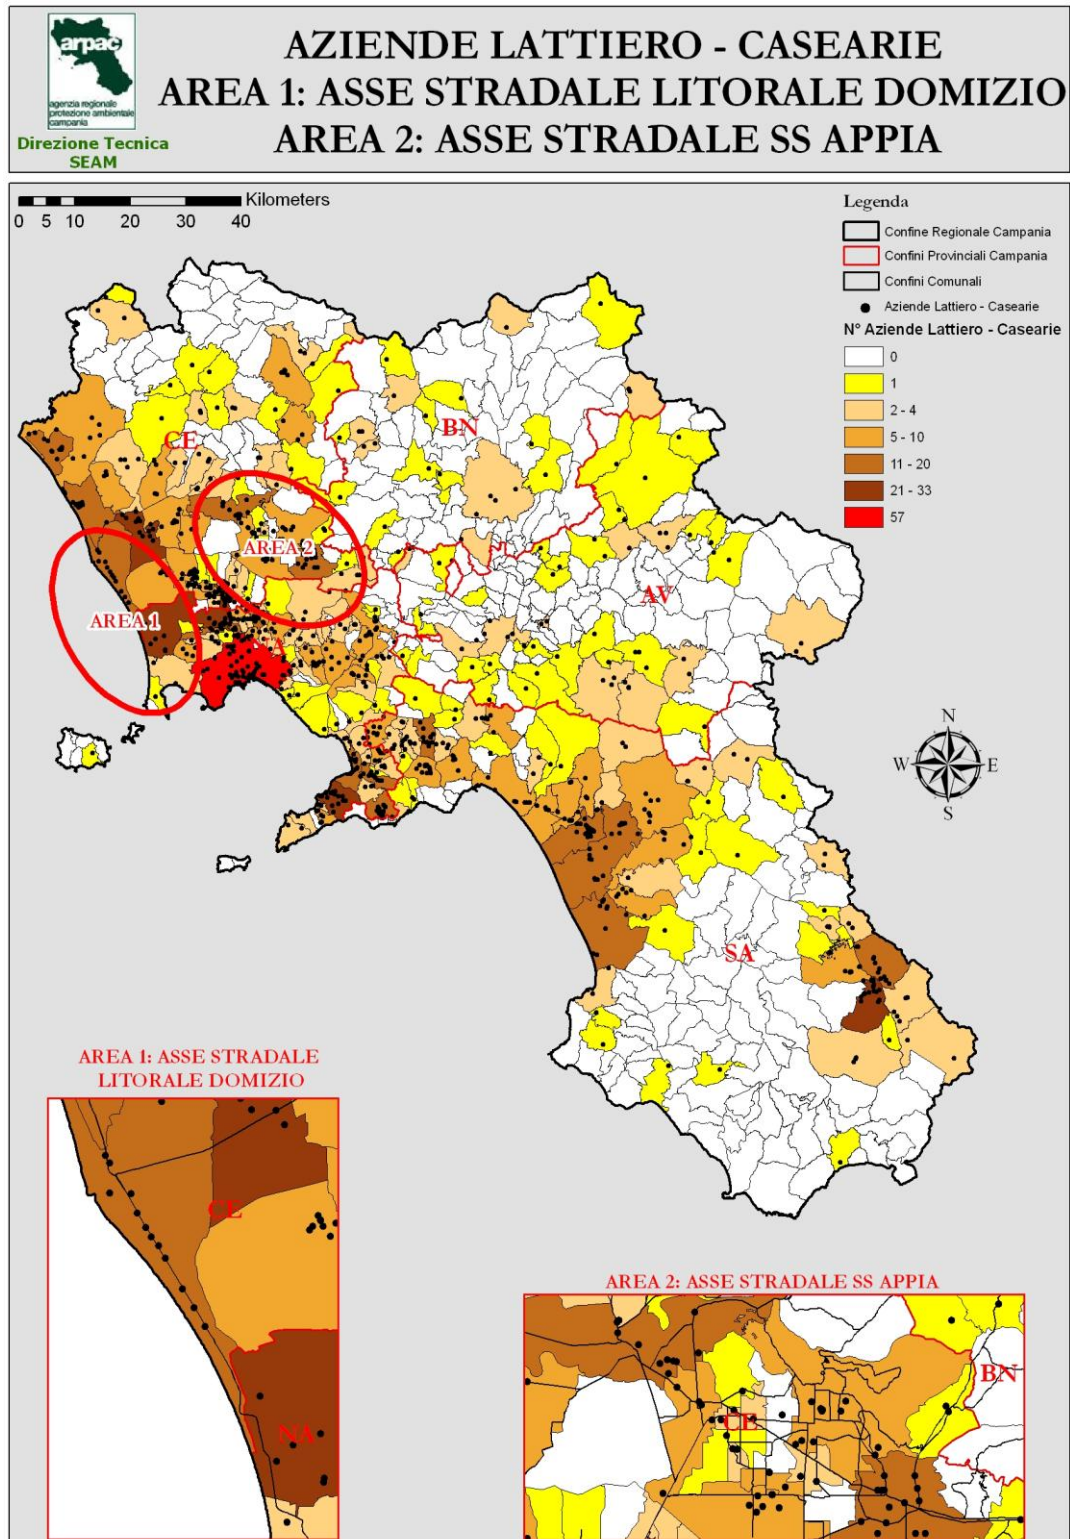 arpac
agenzia regionale
protezione ambientale
campania
Direzione Tecnica
SEAM
AZIENDE LATTIERO - CASEARIE
AREA 1: ASSE STRADALE LITORALE DOMIZIO
AREA 2: ASSE STRADALE SS APPIA
Kilometers
0 5 10 20 30 40
Legenda
Confine Regionale Campania
Confini Provinciali Campania
Confini Comunali
Aziende Lattiero - Casearie
N° Aziende Lattiero - Casearie
0
1
2 - 4
5 - 10
11 - 20
21 - 33
57
CE
BN
AREA 2
AV
AREA 1
NA
N
W E
S
SA
AREA 1: ASSE STRADALE
LITORALE DOMIZIO
CE
NA
AREA 2: ASSE STRADALE SS APPIA
BN
CE